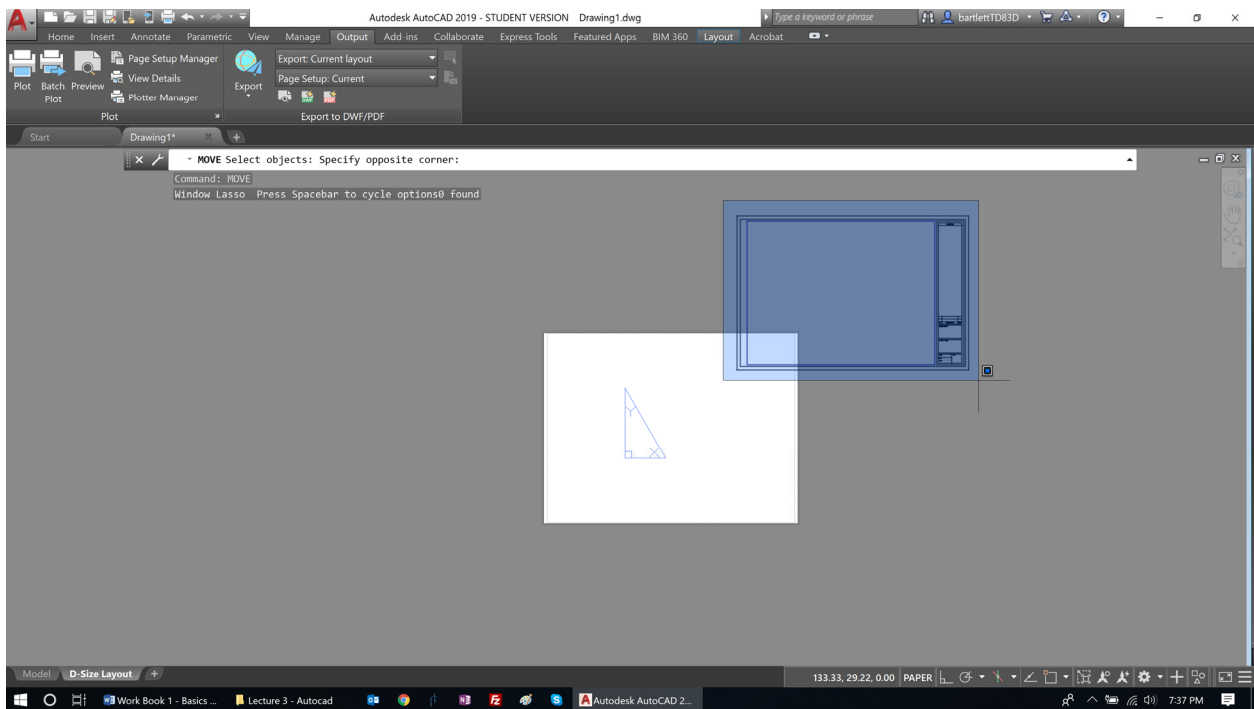 Autodesk AutoCAD 2019 - STUDENT VERSION Drawing1.dwg
Type a keyword or phrase
bartlettTD83D
Home Insert Annotate Parametric View Manage Output Add-ins Collaborate Express Tools Featured Apps BIM 360 Layout Acrobat
Plot
Batch Plot
Preview
Page Setup Manager
View Details
Plotter Manager
Plot
Export
Export: Current layout
Page Setup: Current
Export to DWF/PDF
Start Drawing1*
MOVE Select objects: Specify opposite corner:
Command: MOVE
Window Lasso Press Spacebar to cycle options0 found
Y
X
Model D-Size Layout
133.33, 29.22, 0.00 PAPER
Work Book 1 - Basics ... Lecture 3 - Autocad Autodesk AutoCAD 2... 7:37 PM